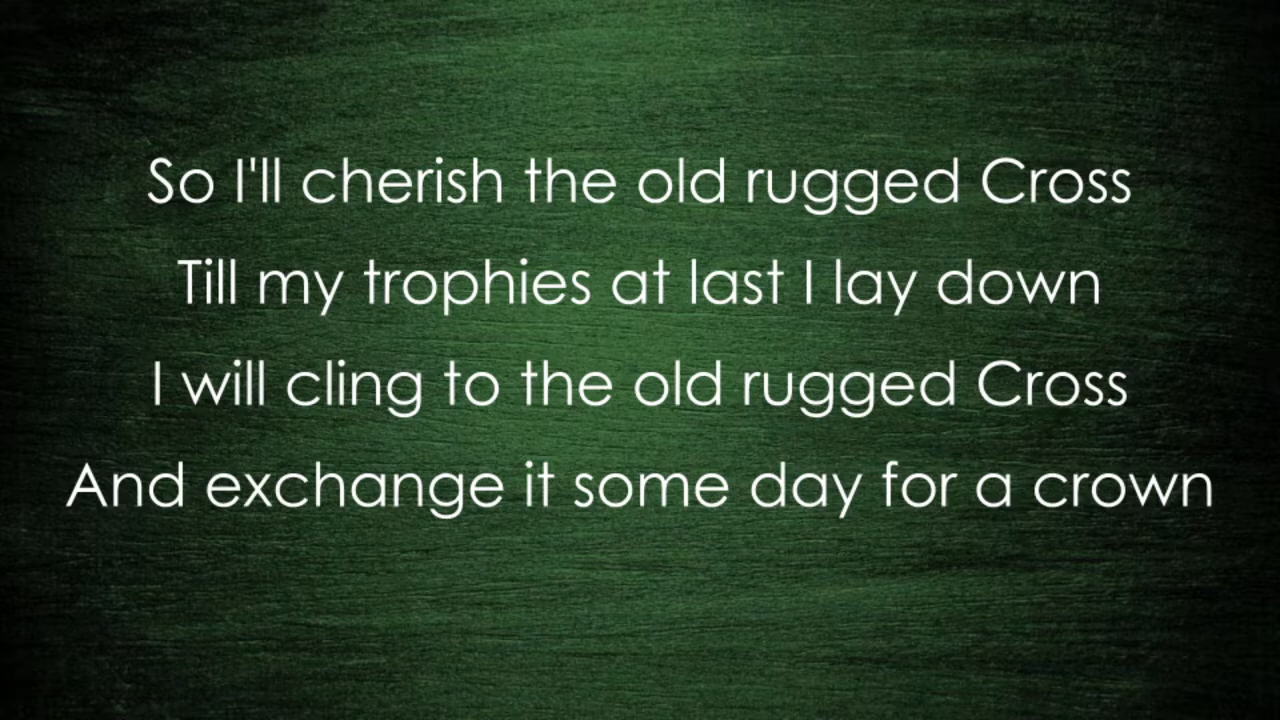 So I'll cherish the old rugged Cross
Till my trophies at last I lay down
I will cling to the old rugged Cross
And exchange it some day for a crown